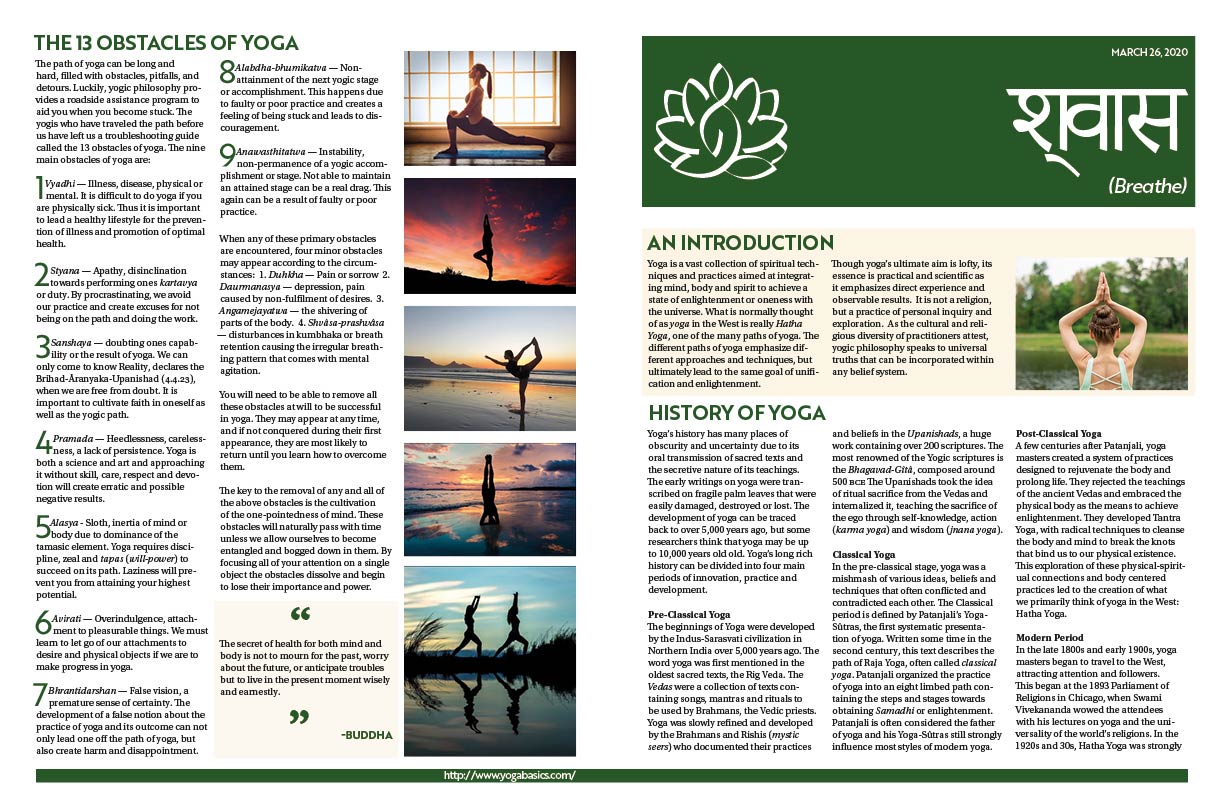 THE 13 OBSTACLES OF YOGA
The path of yoga can be long and
hard, filled with obstacles, pitfalls, and
detours. Luckily, yogic philosophy pro-
vides a roadside assistance program to
aid you when you become stuck. The
yogis who have traveled the path before
us have left us a troubleshooting guide
called the 13 obstacles of yoga. The nine
main obstacles of yoga are:
1 Vyadhi — Illness, disease, physical or
mental. It is difficult to do yoga if you
are physically sick. Thus it is important
to lead a healthy lifestyle for the preven-
tion of illness and promotion of optimal
health.
2 Styana — Apathy, disinclination
towards performing ones kartavya
or duty. By procrastinating, we avoid
our practice and create excuses for not
being on the path and doing the work.
3 Sanshaya — doubting ones capab-
ility or the result of yoga. We can
only come to know Reality, declares the
Brihad-Âranyaka-Upanishad (4.4.23),
when we are free from doubt. It is
important to cultivate faith in oneself as
well as the yogic path.
4 Pramada — Heedlessness, careless-
ness, a lack of persistence. Yoga is
both a science and art and approaching
it without skill, care, respect and devo-
tion will create erratic and possible
negative results.
5 Alasya - Sloth, inertia of mind or
body due to dominance of the
tamasic element. Yoga requires disci-
pline, zeal and tapas (will-power) to
succeed on its path. Laziness will pre-
vent you from attaining your highest
potential.
6 Avirati — Overindulgence, attach-
ment to pleasurable things. We must
learn to let go of our attachments to
desire and physical objects if we are to
make progress in yoga.
7 Bhrantidarshan — False vision, a
premature sense of certainty. The
development of a false notion about the
practice of yoga and its outcome can not
only lead one off the path of yoga, but
also create harm and disappointment.
8 Alabdha-bhumikatva — Non-
attainment of the next yogic stage
or accomplishment. This happens due
to faulty or poor practice and creates a
feeling of being stuck and leads to dis-
couragement.
9 Anawasthitatwa — Instability,
non-permanence of a yogic accom-
plishment or stage. Not able to maintain
an attained stage can be a real drag. This
again can be a result of faulty or poor
practice.
When any of these primary obstacles
are encountered, four minor obstacles
may appear according to the circum-
stances: 1. Duhkha — Pain or sorrow 2.
Daurmanasya — depression, pain
caused by non-fulfilment of desires. 3.
Angamejayatwa — the shivering of
parts of the body. 4. Shvâsa-prashvâsa
— disturbances in kumbhaka or breath
retention causing the irregular breath-
ing pattern that comes with mental
agitation.
You will need to be able to remove all
these obstacles at will to be successful
in yoga. They may appear at any time,
and if not conquered during their first
appearance, they are most likely to
return until you learn how to overcome
them.
The key to the removal of any and all of
the above obstacles is the cultivation
of the one-pointedness of mind. These
obstacles will naturally pass with time
unless we allow ourselves to become
entangled and bogged down in them. By
focusing all of your attention on a single
object the obstacles dissolve and begin
to lose their importance and power.
“
The secret of health for both mind and
body is not to mourn for the past, worry
about the future, or anticipate troubles
but to live in the present moment wisely
and earnestly.
”
-BUDDHA
MARCH 26, 2020
श्वास
(Breathe)
AN INTRODUCTION
Yoga is a vast collection of spiritual tech-
niques and practices aimed at integrat-
ing mind, body and spirit to achieve a
state of enlightenment or oneness with
the universe. What is normally thought
of as yoga in the West is really Hatha
Yoga, one of the many paths of yoga. The
different paths of yoga emphasize dif-
ferent approaches and techniques, but
ultimately lead to the same goal of unifi-
cation and enlightenment.
Though yoga's ultimate aim is lofty, its
essence is practical and scientific as
it emphasizes direct experience and
observable results. It is not a religion,
but a practice of personal inquiry and
exploration. As the cultural and reli-
gious diversity of practitioners attest,
yogic philosophy speaks to universal
truths that can be incorporated within
any belief system.
HISTORY OF YOGA
Yoga's history has many places of
obscurity and uncertainty due to its
oral transmission of sacred texts and
the secretive nature of its teachings.
The early writings on yoga were tran-
scribed on fragile palm leaves that were
easily damaged, destroyed or lost. The
development of yoga can be traced
back to over 5,000 years ago, but some
researchers think that yoga may be up
to 10,000 years old old. Yoga's long rich
history can be divided into four main
periods of innovation, practice and
development.
Pre-Classical Yoga
The beginnings of Yoga were developed
by the Indus-Sarasvati civilization in
Northern India over 5,000 years ago. The
word yoga was first mentioned in the
oldest sacred texts, the Rig Veda. The
Vedas were a collection of texts con-
taining songs, mantras and rituals to
be used by Brahmans, the Vedic priests.
Yoga was slowly refined and developed
by the Brahmans and Rishis (mystic
seers) who documented their practices
and beliefs in the Upanishads, a huge
work containing over 200 scriptures. The
most renowned of the Yogic scriptures is
the Bhagavad-Gîtâ, composed around
500 BCE The Upanishads took the idea
of ritual sacrifice from the Vedas and
internalized it, teaching the sacrifice of
the ego through self-knowledge, action
(karma yoga) and wisdom (jnana yoga).
Classical Yoga
In the pre-classical stage, yoga was a
mishmash of various ideas, beliefs and
techniques that often conflicted and
contradicted each other. The Classical
period is defined by Patanjali's Yoga-
Sûtras, the first systematic presenta-
tion of yoga. Written some time in the
second century, this text describes the
path of Raja Yoga, often called classical
yoga. Patanjali organized the practice
of yoga into an eight limbed path con-
taining the steps and stages towards
obtaining Samadhi or enlightenment.
Patanjali is often considered the father
of yoga and his Yoga-Sûtras still strongly
influence most styles of modern yoga.
Post-Classical Yoga
A few centuries after Patanjali, yoga
masters created a system of practices
designed to rejuvenate the body and
prolong life. They rejected the teachings
of the ancient Vedas and embraced the
physical body as the means to achieve
enlightenment. They developed Tantra
Yoga, with radical techniques to cleanse
the body and mind to break the knots
that bind us to our physical existence.
This exploration of these physical-spirit-
ual connections and body centered
practices led to the creation of what
we primarily think of yoga in the West:
Hatha Yoga.
Modern Period
In the late 1800s and early 1900s, yoga
masters began to travel to the West,
attracting attention and followers.
This began at the 1893 Parliament of
Religions in Chicago, when Swami
Vivekananda wowed the attendees
with his lectures on yoga and the uni-
versality of the world's religions. In the
1920s and 30s, Hatha Yoga was strongly
http://www.yogabasics.com/